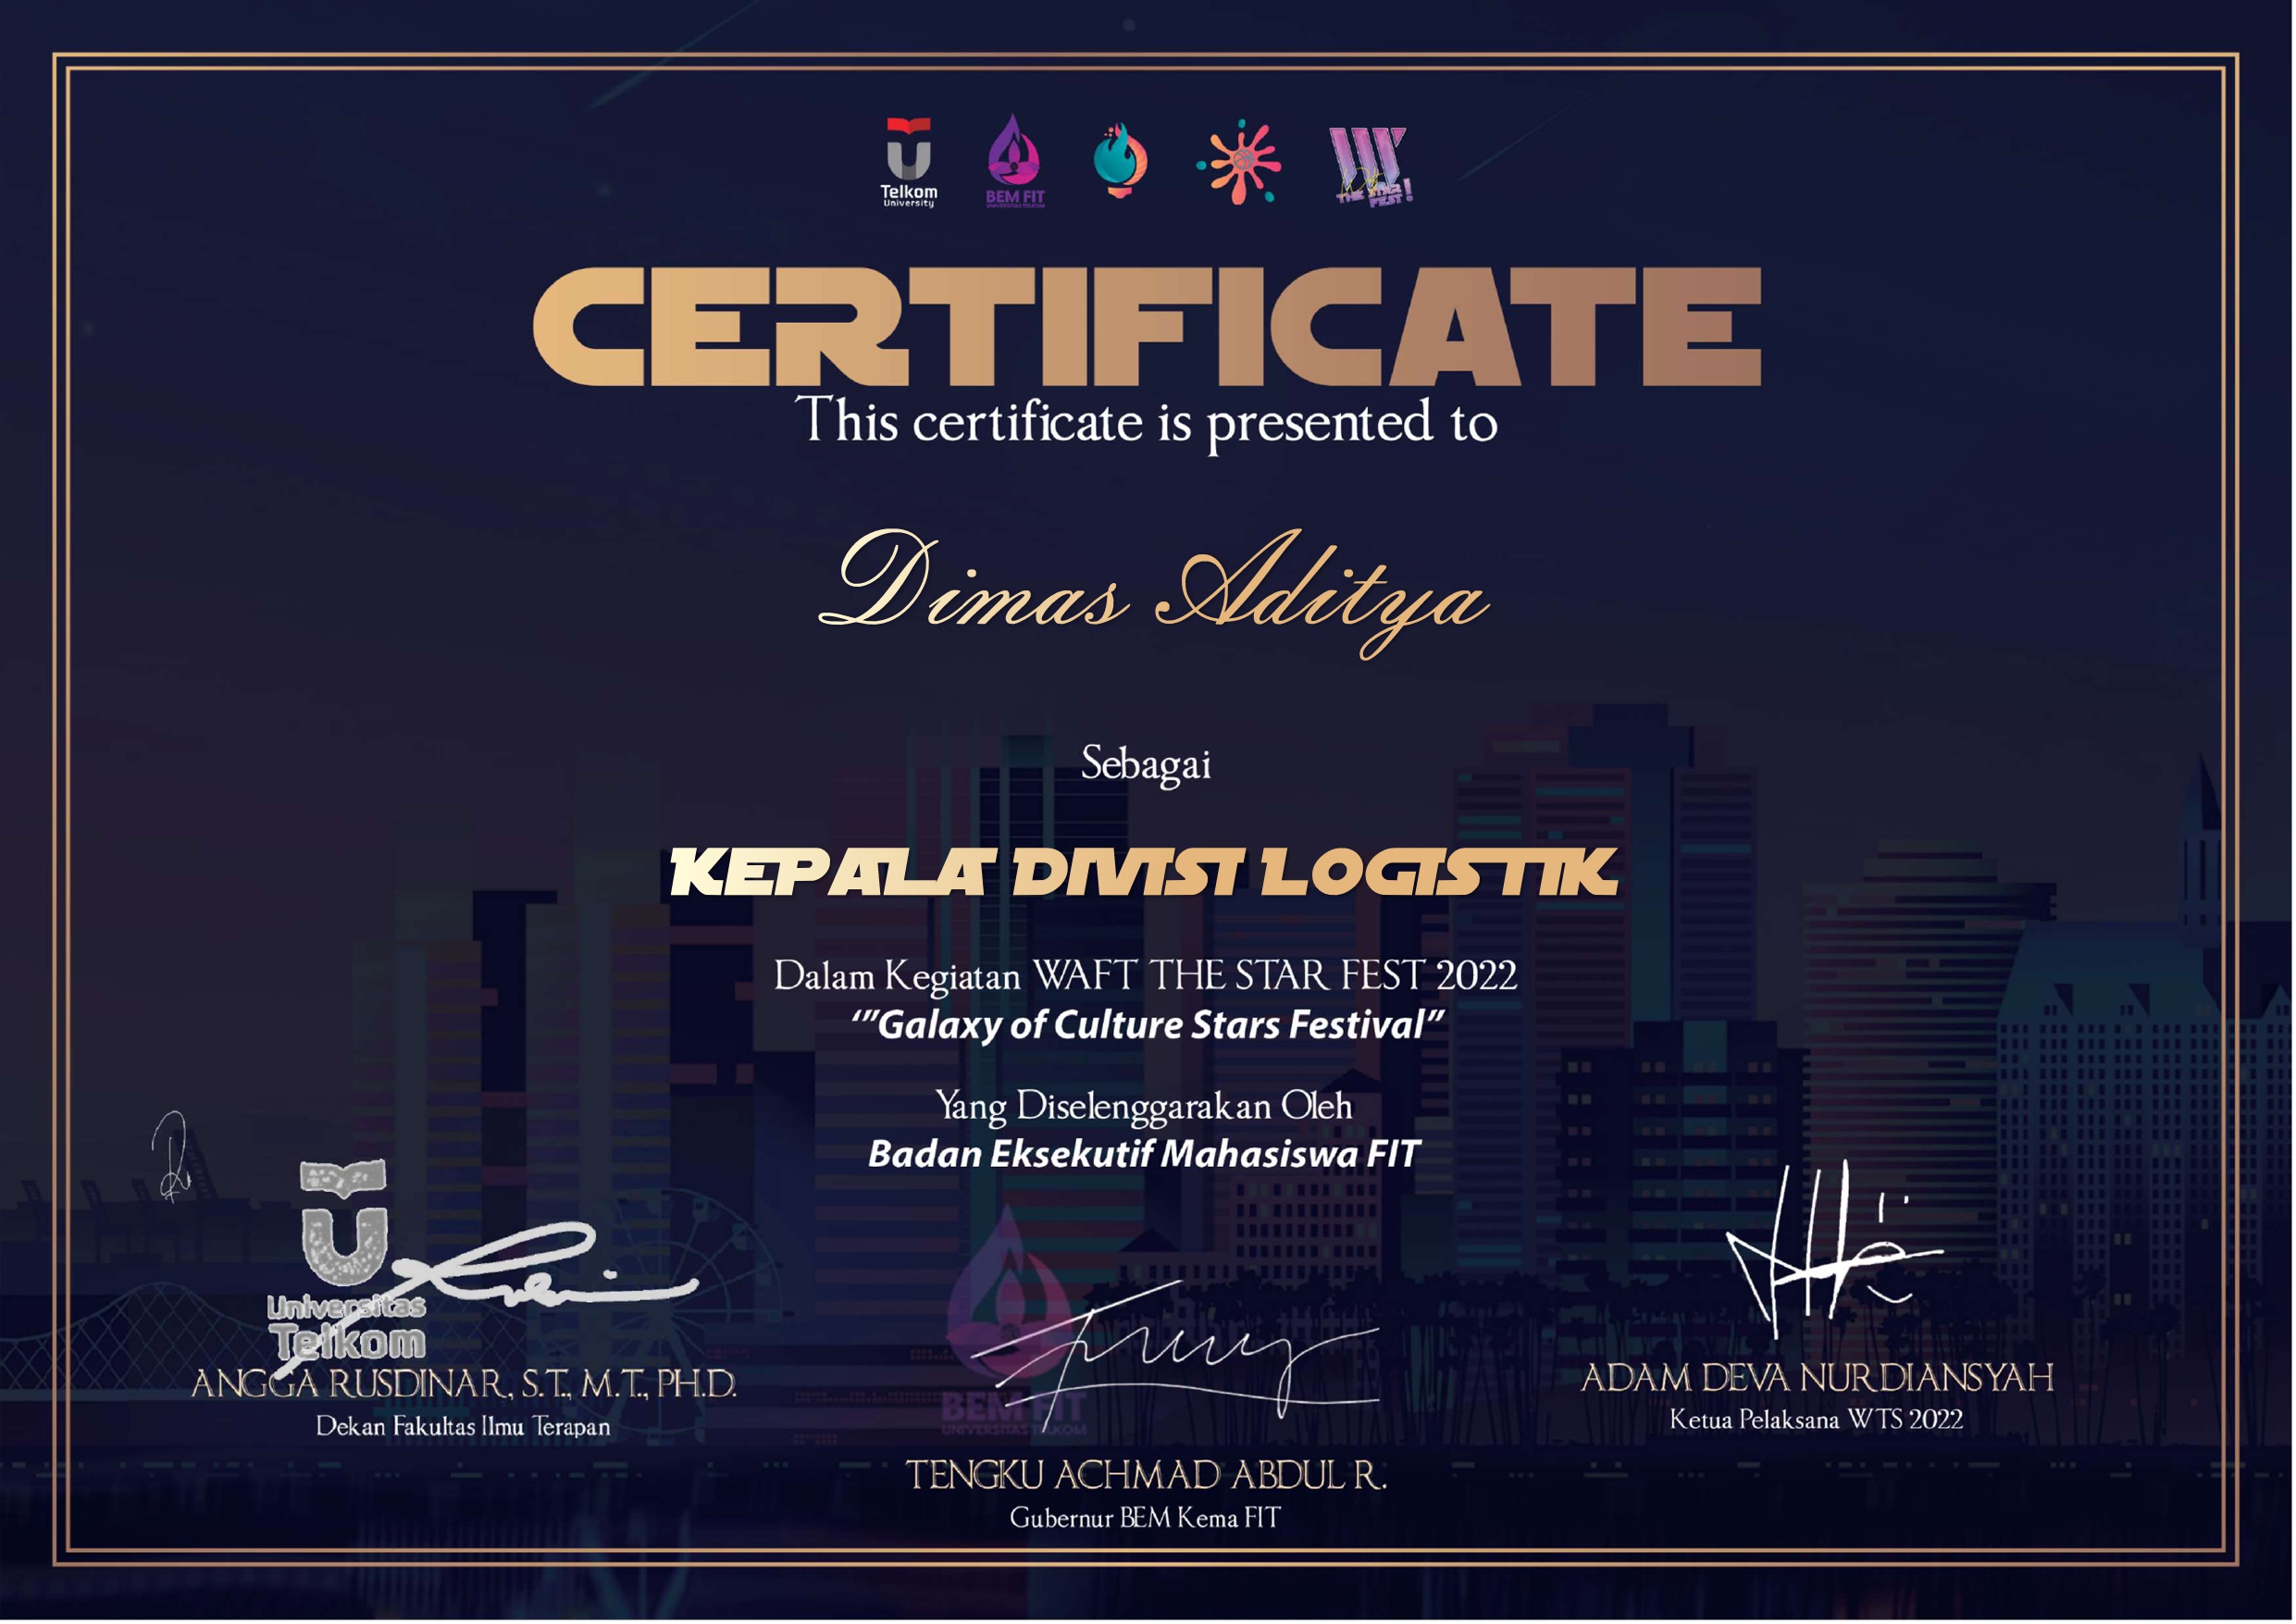 Telkom
University
BEM FIT
UNIVERSITAS TELKOM
THE STAR
FEST!
CERTIFICATE
This certificate is presented to
Dimas Aditya
Sebagai
KEPALA DIVISI LOGISTIK
Dalam Kegiatan WAFT THE STAR FEST 2022
‘”Galaxy of Culture Stars Festival”
Yang Diselenggarakan Oleh
Badan Eksekutif Mahasiswa FIT
Universitas
Telkom
ANGGA RUSDINAR, S.T., M.T., PH.D.
Dekan Fakultas Ilmu Terapan
BEM FIT
UNIVERSITAS TELKOM
TENGKU ACHMAD ABDUL R.
Gubernur BEM Kema FIT
ADAM DEVA NURDIANSYAH
Ketua Pelaksana WTS 2022